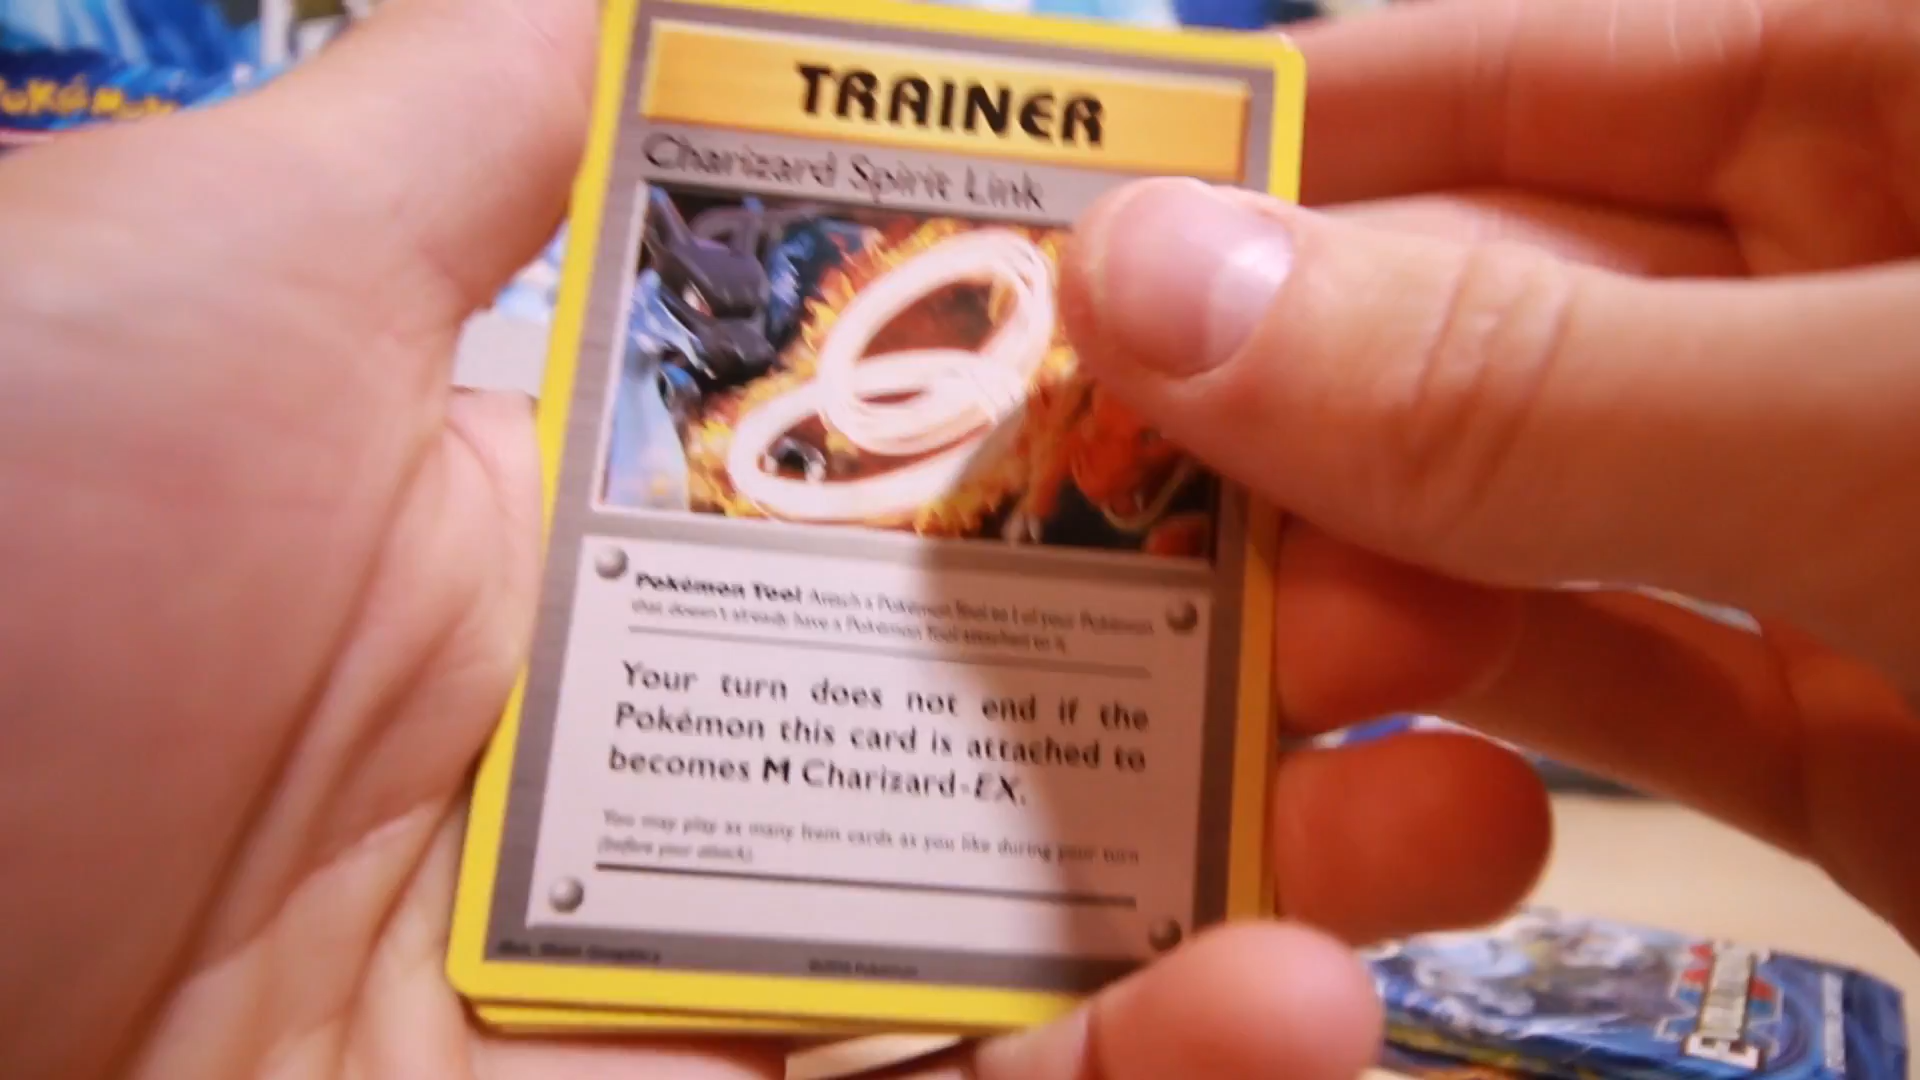 POKéMON
TRAINER
Charizard Spirit Link
Pokémon Tool Attach a Pokémon Tool to 1 of your Pokémon
that doesn't already have a Pokémon Tool attached to it.
Your turn does not end if the
Pokémon this card is attached to
becomes M Charizard-EX.
You may play as many Item cards as you like during your turn
(before your attack).